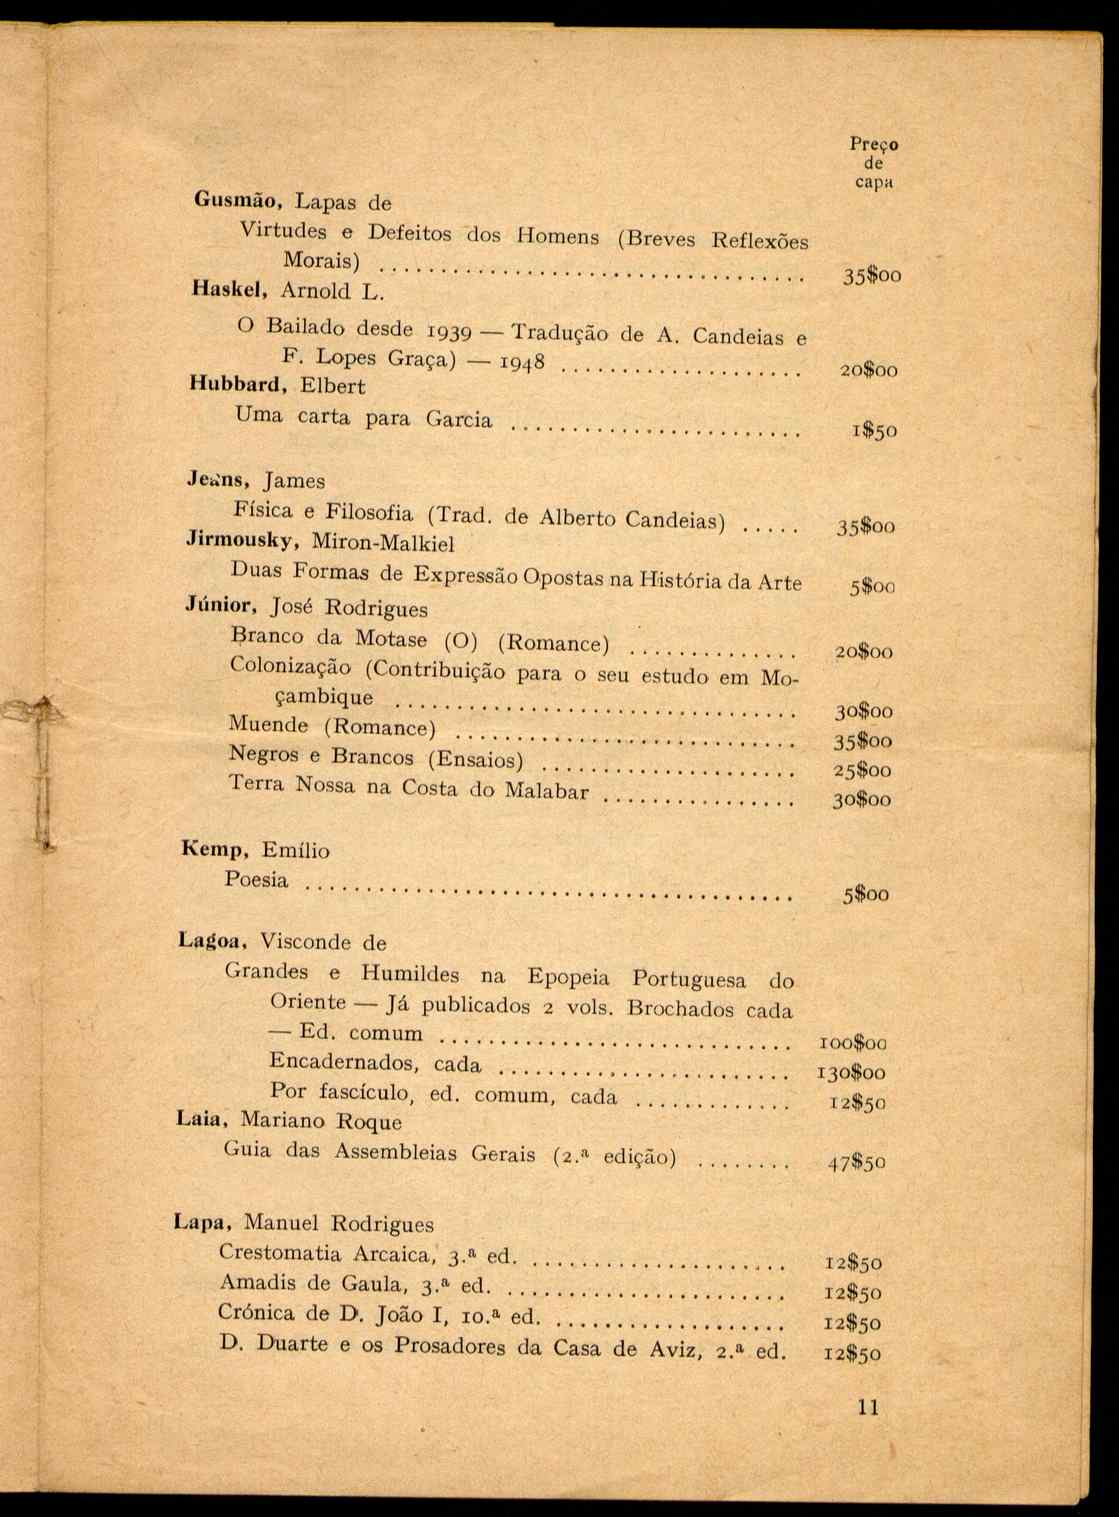 Preço
de
capa
Gusmão, Lapas de
Virtudes e Defeitos dos Homens (Breves Reflexões
Morais) .................................. 35$00
Haskel, Arnold L.
O Bailado desde 1939 — Tradução de A. Candeias e
F. Lopes Graça) — 1948 .................... 20$00
Hubbard, Elbert
Uma carta para Garcia ........................ 1$50
Jeans, James
Física e Filosofia (Trad. de Alberto Candeias) ..... 35$00
Jirmousky, Miron-Malkiel
Duas Formas de Expressão Opostas na História da Arte 5$00
Júnior, José Rodrigues
Branco da Motase (O) (Romance) .............. 20$00
Colonização (Contribuição para o seu estudo em Mo-
çambique ................................. 30$00
Muende (Romance) ............................ 35$00
Negros e Brancos (Ensaios) ..................... 25$00
Terra Nossa na Costa do Malabar ................ 30$00
Kemp, Emílio
Poesia ........................................ 5$00
Lagoa, Visconde de
Grandes e Humildes na Epopeia Portuguesa do
Oriente — Já publicados 2 vols. Brochados cada
— Ed. comum ............................. 100$00
Encadernados, cada ........................ 130$00
Por fascículo, ed. comum, cada ............. 12$50
Laia, Mariano Roque
Guia das Assembleias Gerais (2.ª edição) ........ 47$50
Lapa, Manuel Rodrigues
Crestomatia Arcaica, 3.ª ed. ..................... 12$50
Amadis de Gaula, 3.ª ed. ....................... 12$50
Crónica de D. João I, 10.ª ed. ................... 12$50
D. Duarte e os Prosadores da Casa de Aviz, 2.ª ed. 12$50
11